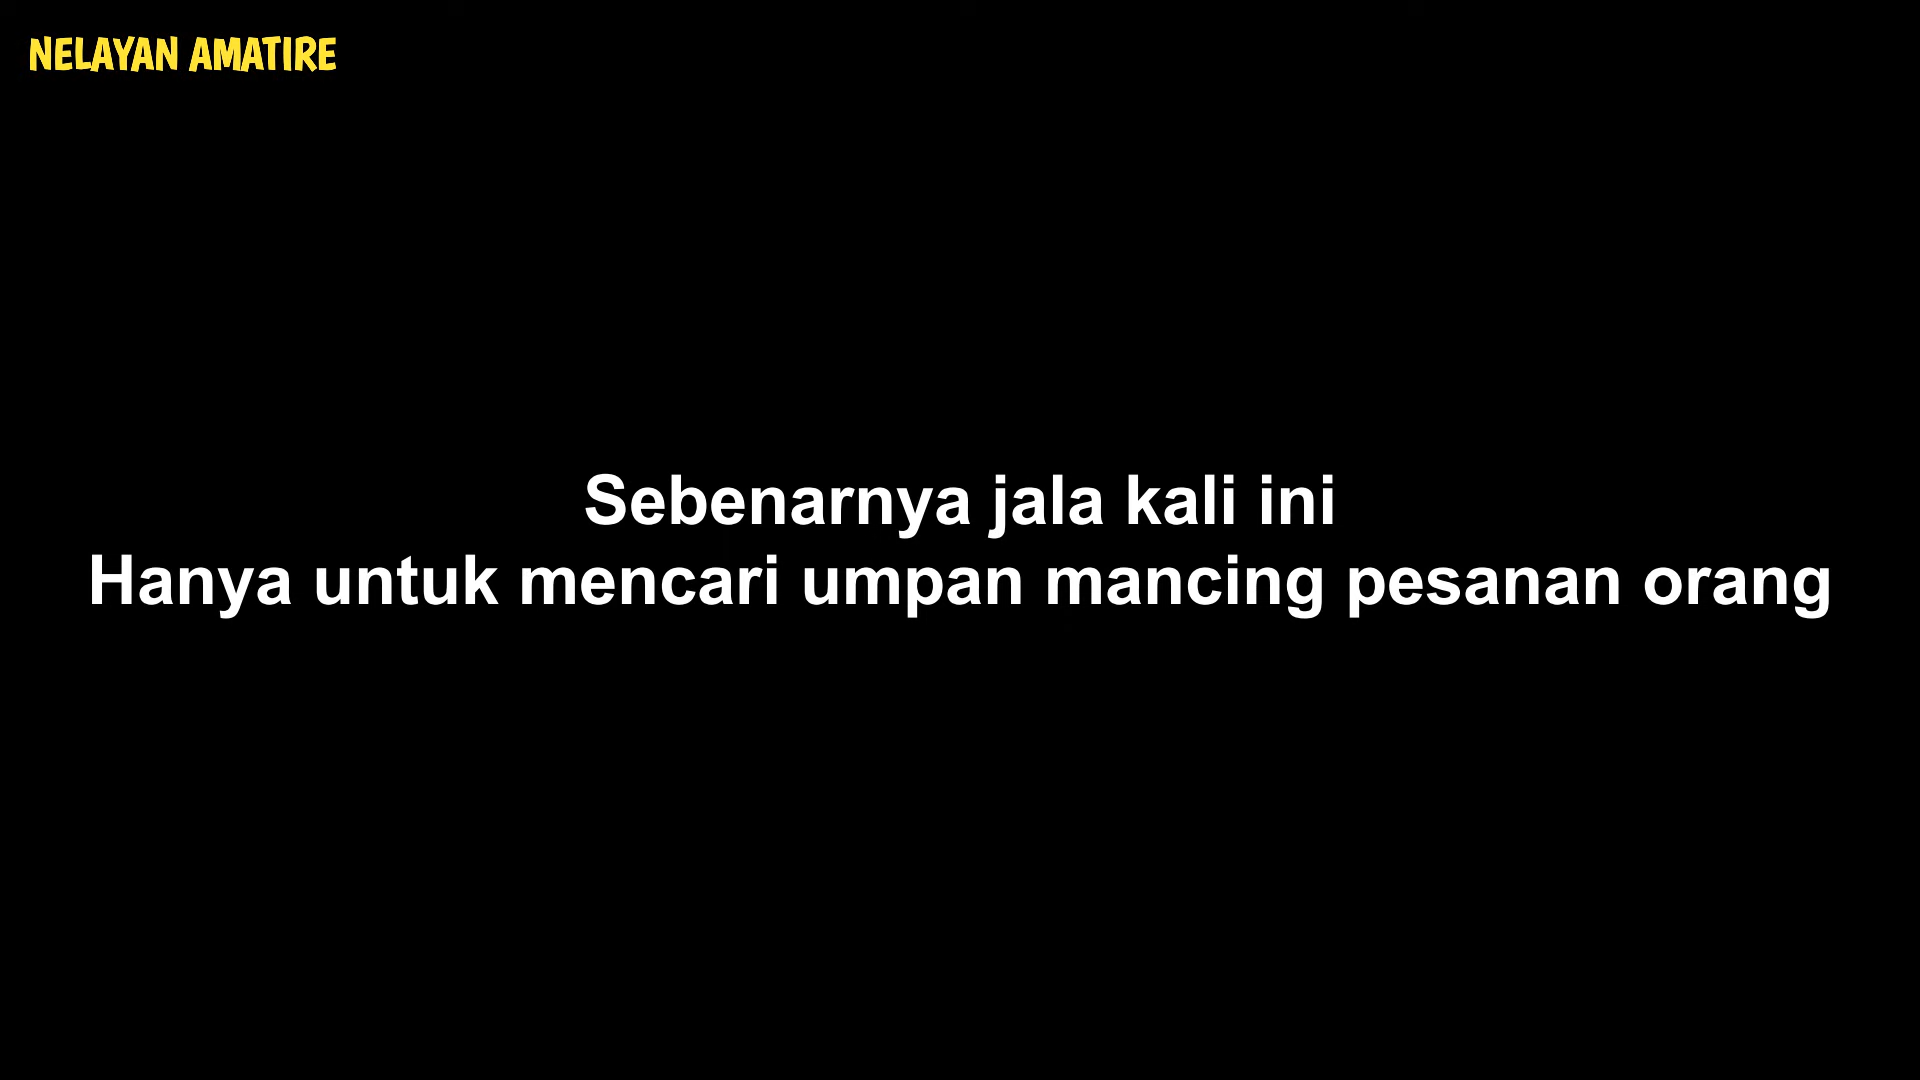 NELAYAN AMATIRE
Sebenarnya jala kali ini
Hanya untuk mencari umpan mancing pesanan orang